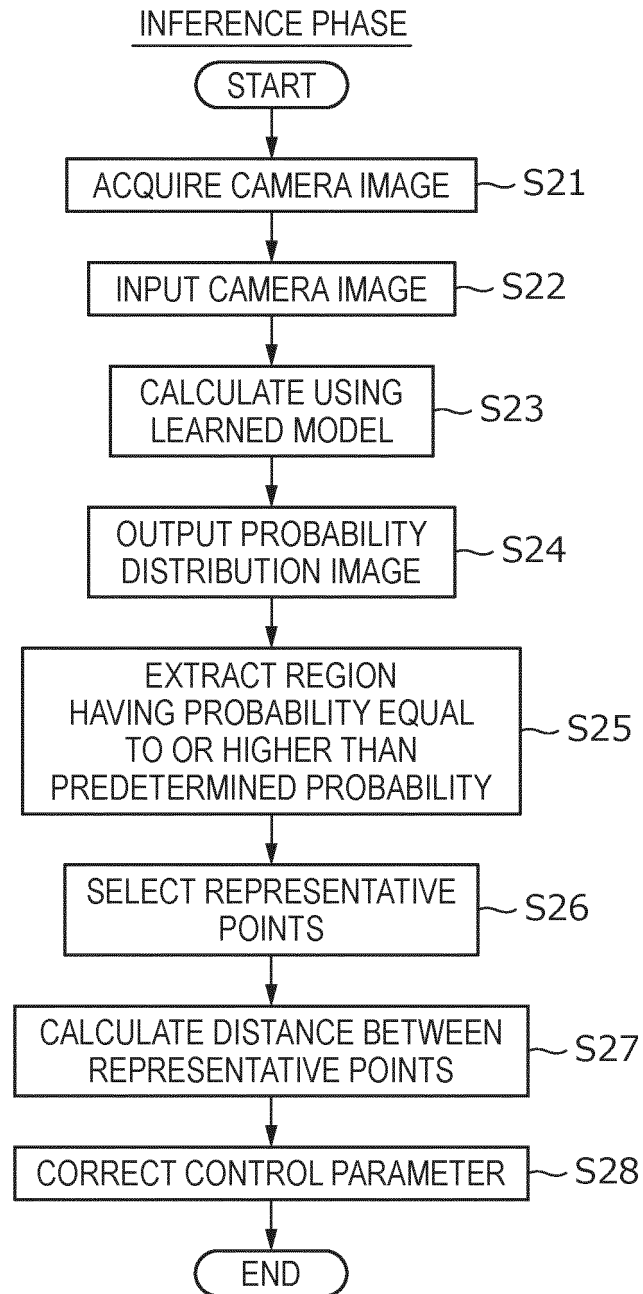 INFERENCE PHASE
START
ACQUIRE CAMERA IMAGE
S21
INPUT CAMERA IMAGE
S22
CALCULATE USING
LEARNED MODEL
S23
OUTPUT PROBABILITY
DISTRIBUTION IMAGE
S24
EXTRACT REGION
HAVING PROBABILITY EQUAL
TO OR HIGHER THAN
PREDETERMINED PROBABILITY
S25
SELECT REPRESENTATIVE
POINTS
S26
CALCULATE DISTANCE BETWEEN
REPRESENTATIVE POINTS
S27
CORRECT CONTROL PARAMETER
S28
END